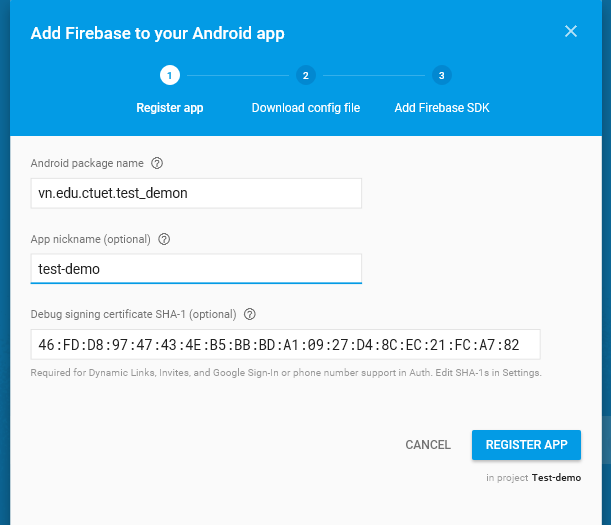 Add Firebase to your Android app
1
2
3
Register app
Download config file
Add Firebase SDK
Android package name
vn.edu.ctuet.test_demon
App nickname (optional)
test-demo
Debug signing certificate SHA-1 (optional)
46:FD:D8:97:47:43:4E:B5:BB:BD:A1:09:27:D4:8C:EC:21:FC:A7:82
Required for Dynamic Links, Invites, and Google Sign-In or phone number support in Auth. Edit SHA-1s in Settings.
CANCEL
REGISTER APP
in project Test-demo